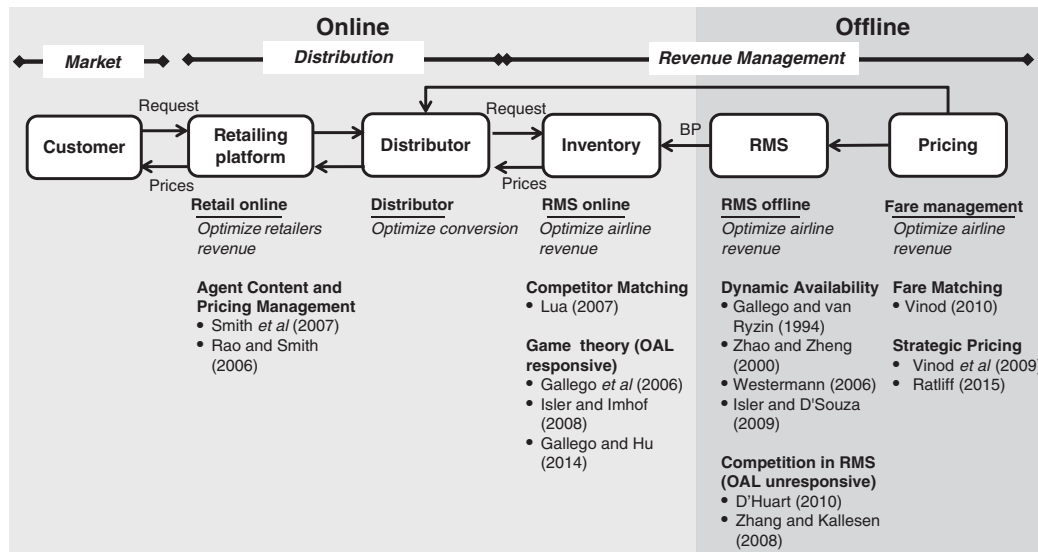 Online
Offline
Market
Distribution
Revenue Management
Request
Request
BP
Customer
Retailing
platform
Distributor
Inventory
RMS
Pricing
Prices
Prices
Retail online
Optimize retailers
revenue
Agent Content and
Pricing Management
• Smith et al (2007)
• Rao and Smith
(2006)
Distributor
Optimize conversion
RMS online
Optimize airline
revenue
Competitor Matching
• Lua (2007)
Game theory (OAL
responsive)
• Gallego et al (2006)
• Isler and Imhof
(2008)
• Gallego and Hu
(2014)
RMS offline
Optimize airline
revenue
Dynamic Availability
• Gallego and van
Ryzin (1994)
• Zhao and Zheng
(2000)
• Westermann (2006)
• Isler and D'Souza
(2009)
Competition in RMS
(OAL unresponsive)
• D'Huart (2010)
• Zhang and Kallesen
(2008)
Fare management
Optimize airline
revenue
Fare Matching
• Vinod (2010)
Strategic Pricing
• Vinod et al (2009)
• Ratliff (2015)